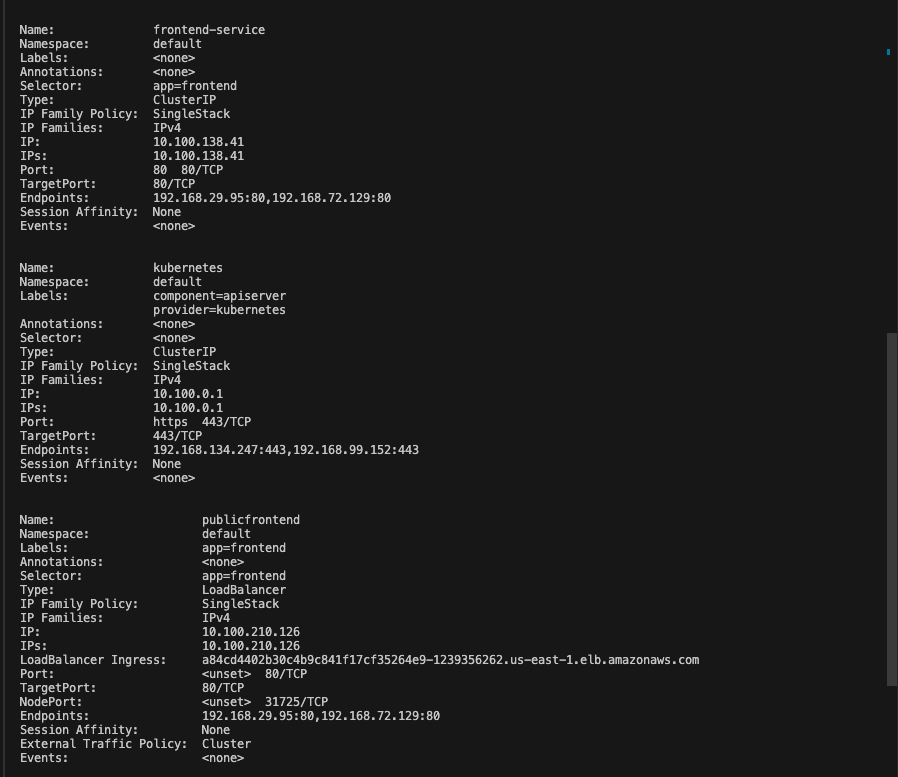 Name:              frontend-service
Namespace:         default
Labels:            <none>
Annotations:       <none>
Selector:          app=frontend
Type:              ClusterIP
IP Family Policy:  SingleStack
IP Families:       IPv4
IP:                10.100.138.41
IPs:               10.100.138.41
Port:              80  80/TCP
TargetPort:        80/TCP
Endpoints:         192.168.29.95:80,192.168.72.129:80
Session Affinity:  None
Events:            <none>
Name:              kubernetes
Namespace:         default
Labels:            component=apiserver
                   provider=kubernetes
Annotations:       <none>
Selector:          <none>
Type:              ClusterIP
IP Family Policy:  SingleStack
IP Families:       IPv4
IP:                10.100.0.1
IPs:               10.100.0.1
Port:              https  443/TCP
TargetPort:        443/TCP
Endpoints:         192.168.134.247:443,192.168.99.152:443
Session Affinity:  None
Events:            <none>
Name:                     publicfrontend
Namespace:                default
Labels:                   app=frontend
Annotations:              <none>
Selector:                 app=frontend
Type:                     LoadBalancer
IP Family Policy:         SingleStack
IP Families:              IPv4
IP:                       10.100.210.126
IPs:                      10.100.210.126
LoadBalancer Ingress:     a84cd4402b30c4b9c841f17cf35264e9-1239356262.us-east-1.elb.amazonaws.com
Port:                     <unset>  80/TCP
TargetPort:               80/TCP
NodePort:                 <unset>  31725/TCP
Endpoints:                192.168.29.95:80,192.168.72.129:80
Session Affinity:         None
External Traffic Policy:  Cluster
Events:                   <none>